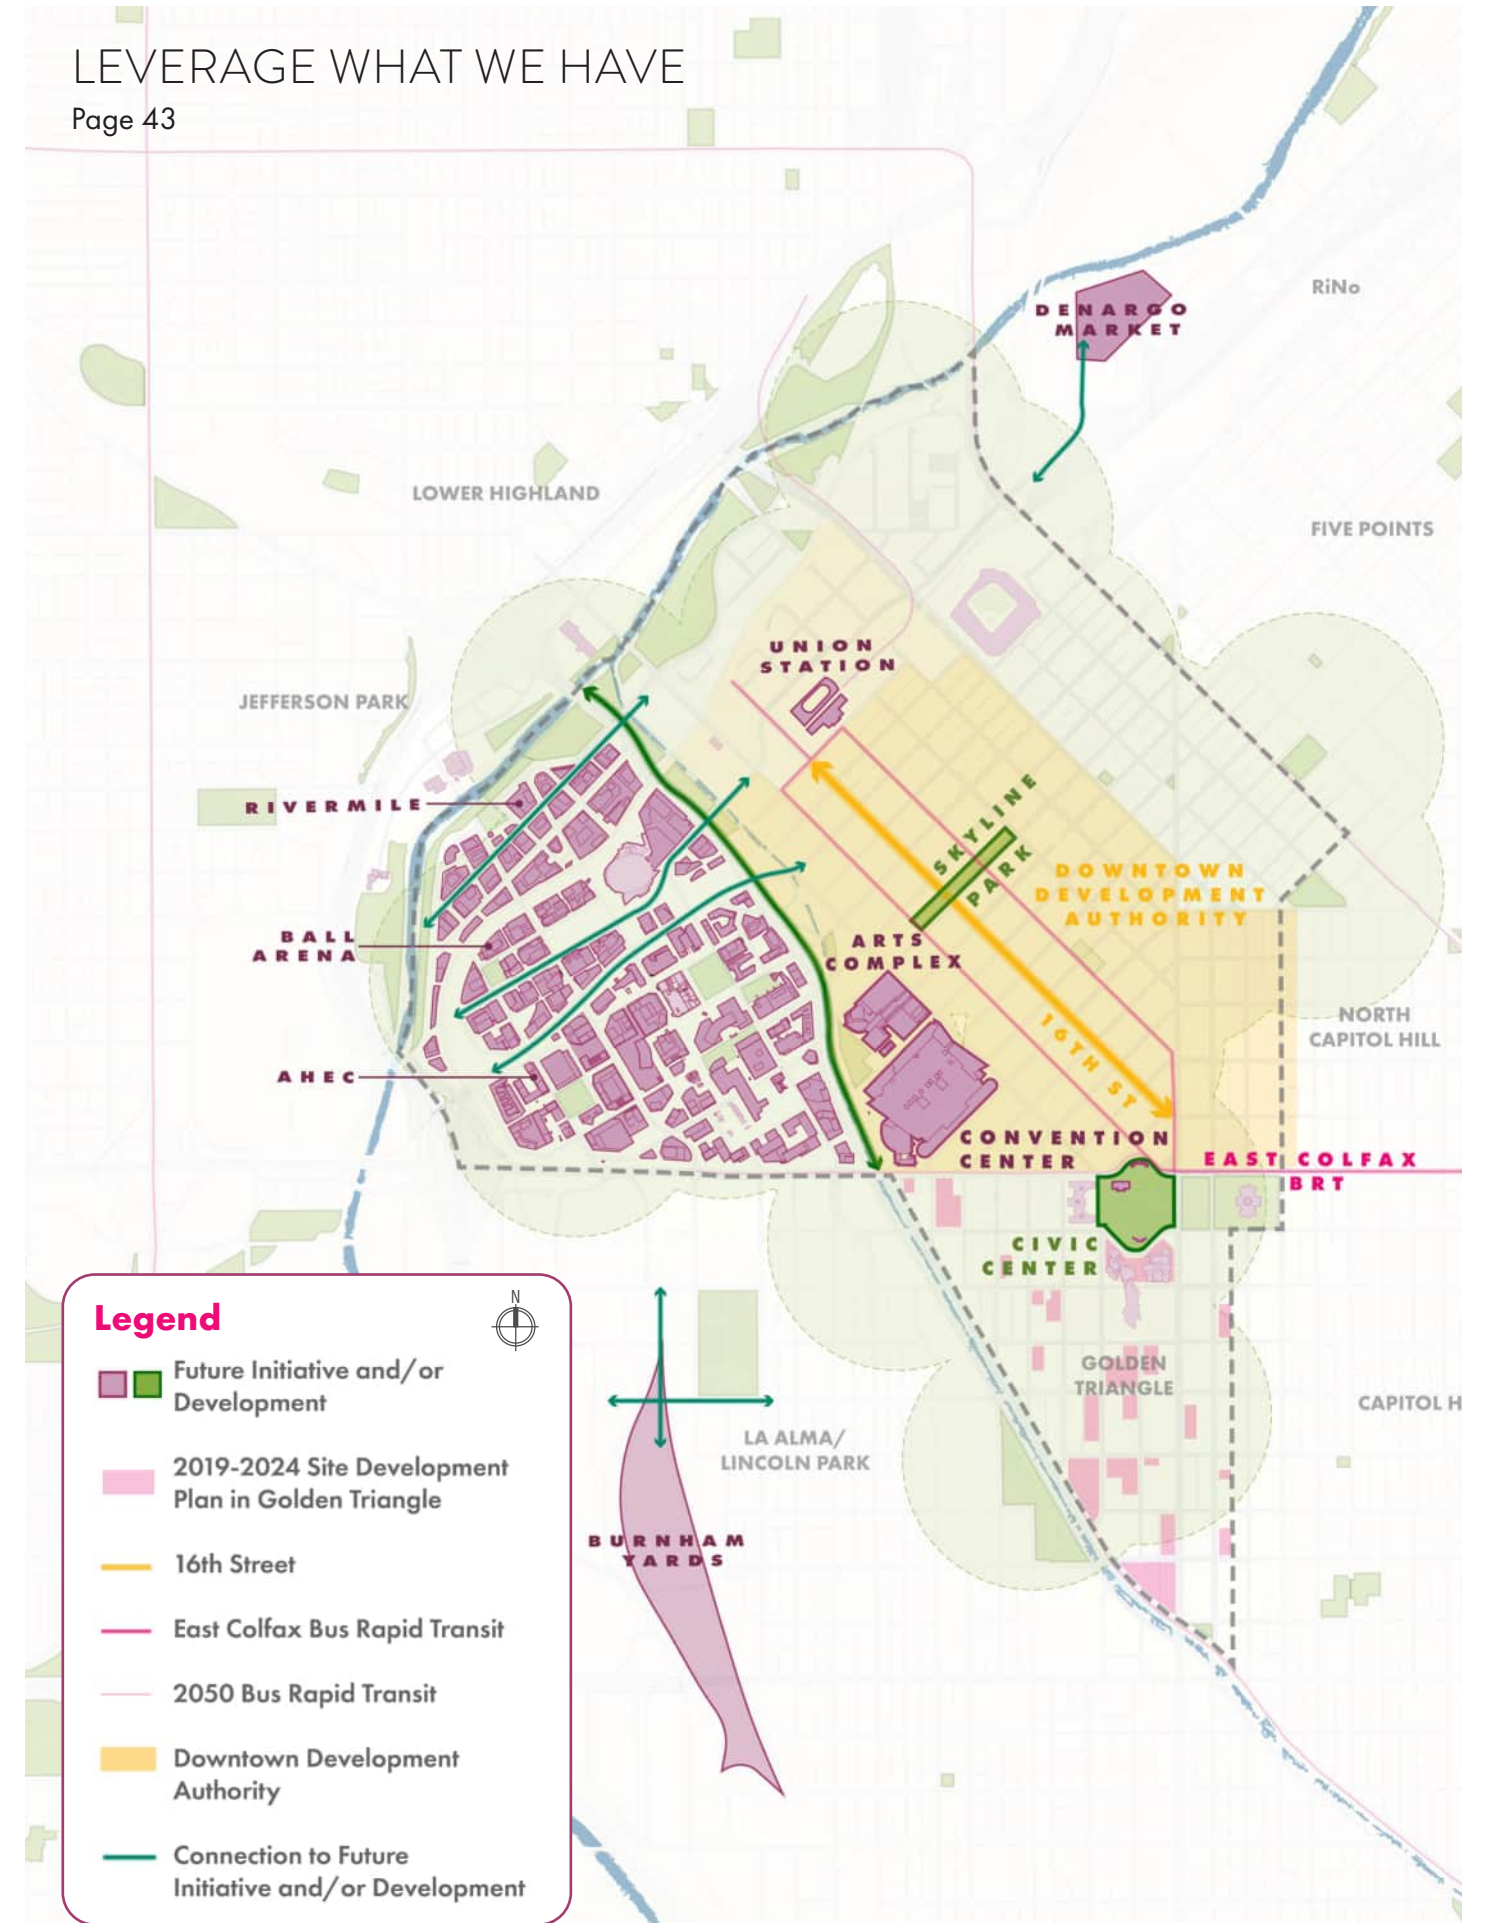 LEVERAGE WHAT WE HAVE
Page 43
RiNo
DENARGO
MARKET
LOWER HIGHLAND
FIVE POINTS
UNION
STATION
JEFFERSON PARK
RIVERMILE
SKYLINE
PARK
DOWNTOWN
DEVELOPMENT
AUTHORITY
BALL
ARENA
ARTS
COMPLEX
16TH ST
NORTH
CAPITOL HILL
AHEC
CONVENTION
CENTER
EAST COLFAX
BRT
CIVIC
CENTER
GOLDEN
TRIANGLE
CAPITOL H
LA ALMA/
LINCOLN PARK
BURNHAM
YARDS
Legend
N
Future Initiative and/or
Development
2019-2024 Site Development
Plan in Golden Triangle
16th Street
East Colfax Bus Rapid Transit
2050 Bus Rapid Transit
Downtown Development
Authority
Connection to Future
Initiative and/or Development